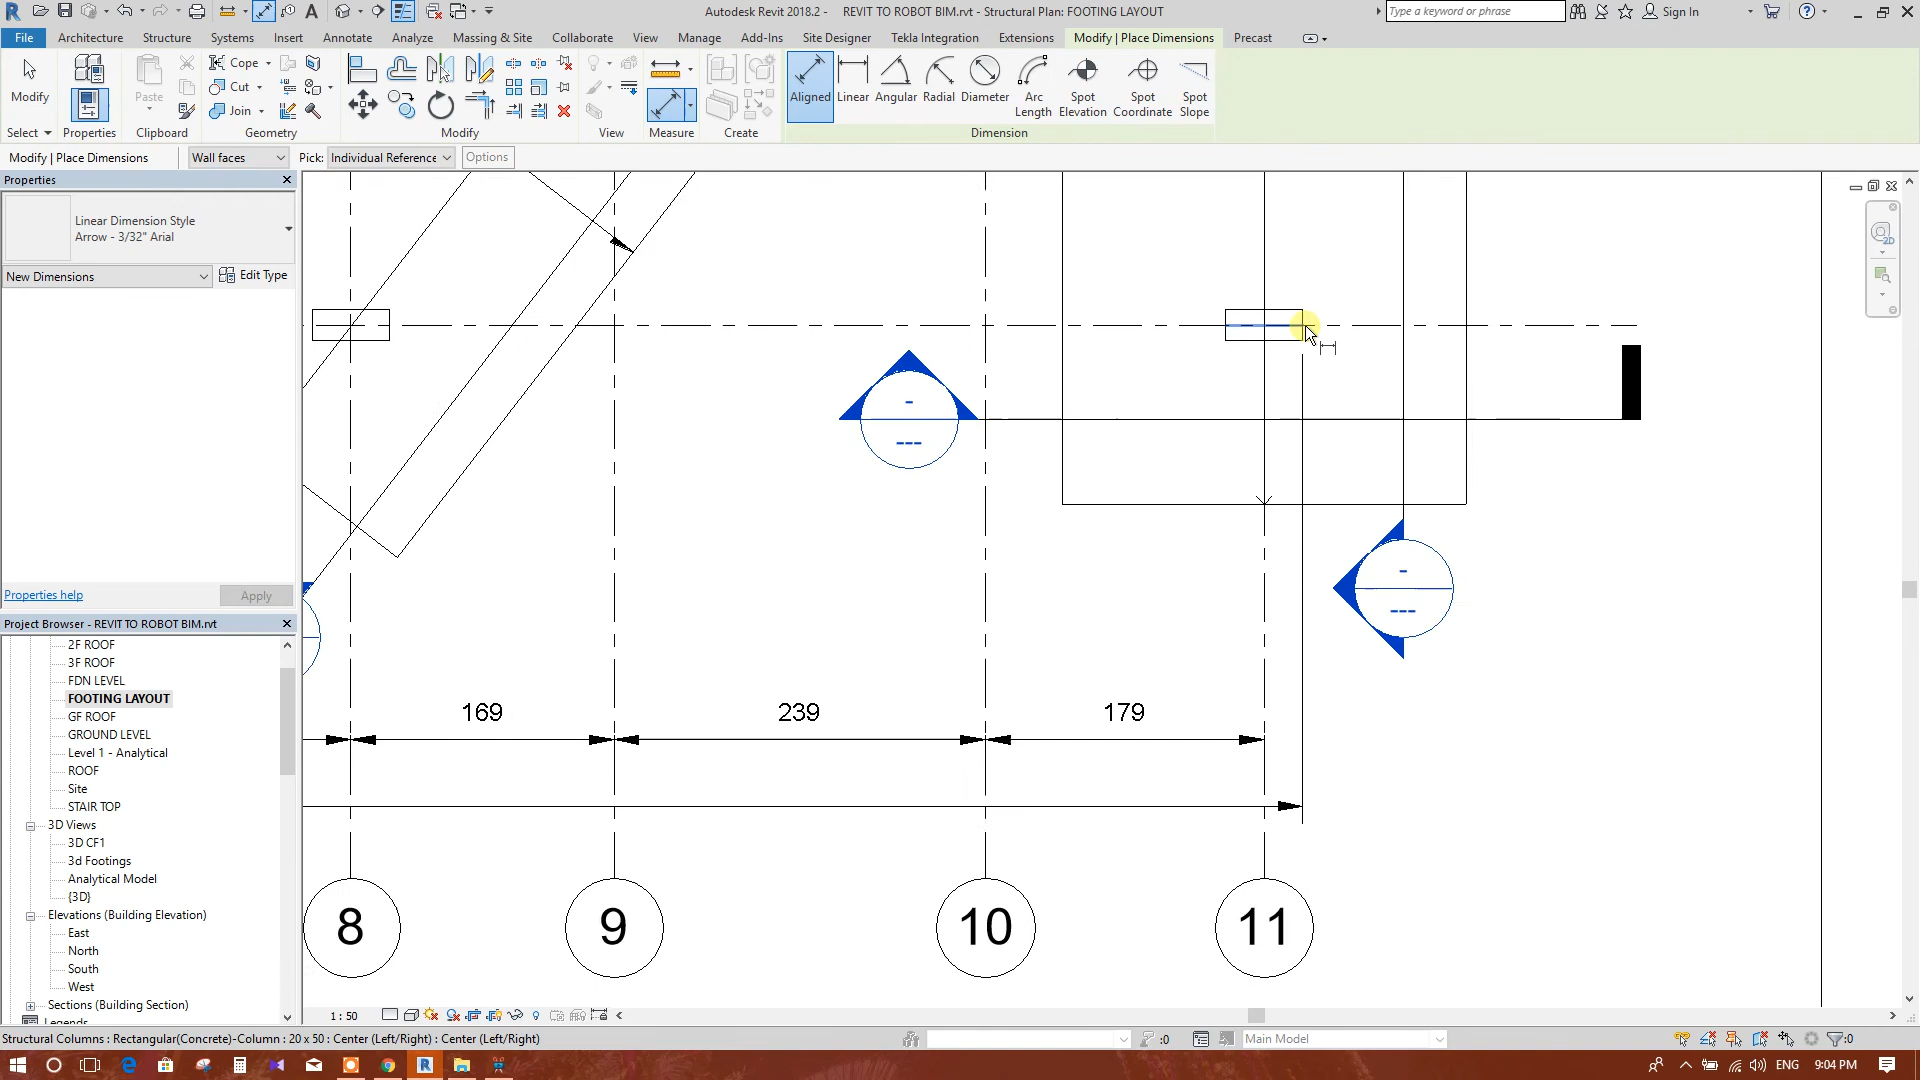 Autodesk Revit 2018.2 - REVIT TO ROBOT BIM.rvt - Structural Plan: FOOTING LAYOUT
Type a keyword or phrase
Sign In
File Architecture Structure Systems Insert Annotate Analyze Massing & Site Collaborate View Manage Add-Ins Site Designer Tekla Integration Extensions Modify | Place Dimensions Precast
Modify
Paste
Cope
Cut
Join
Aligned Linear Angular Radial Diameter Arc Length Spot Elevation Spot Coordinate Spot Slope
Select Properties Clipboard Geometry Modify View Measure Create Dimension
Modify | Place Dimensions Wall faces Pick: Individual Reference Options
Properties
Linear Dimension Style
Arrow - 3/32" Arial
New Dimensions
Edit Type
Properties help
Apply
Project Browser - REVIT TO ROBOT BIM.rvt
2F ROOF
3F ROOF
FDN LEVEL
FOOTING LAYOUT
GF ROOF
GROUND LEVEL
Level 1 - Analytical
ROOF
Site
STAIR TOP
3D Views
3D CF1
3d Footings
Analytical Model
{3D}
Elevations (Building Elevation)
East
North
South
West
Sections (Building Section)
Legends
2D
-
---
-
---
169 239 179
8 9 10 11
1 : 50
Structural Columns : Rectangular(Concrete)-Column : 20 x 50 : Center (Left/Right) : Center (Left/Right)
:0
Main Model
:0
ENG
9:04 PM